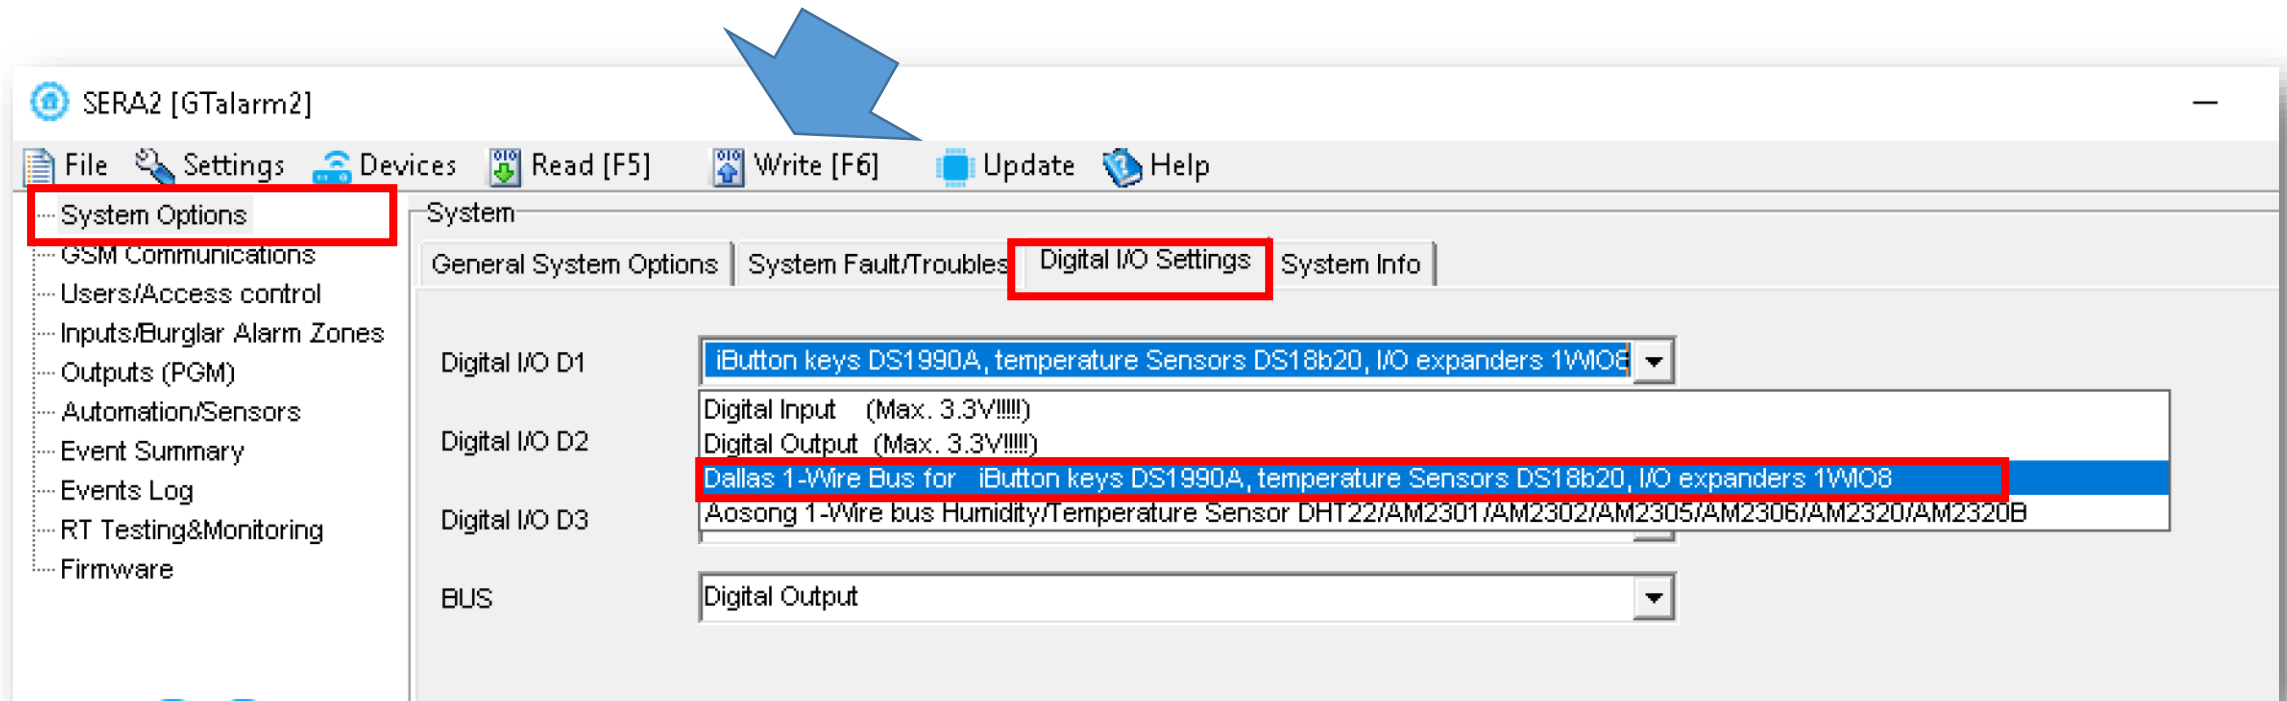 SERA2 [GTalarm2]
File Settings Devices Read [F5] Write [F6] Update Help
System Options
GSM Communications
Users/Access control
Inputs/Burglar Alarm Zones
Outputs (PGM)
Automation/Sensors
Event Summary
Events Log
RT Testing&Monitoring
Firmware
System
General System Options System Fault/Troubles Digital I/O Settings System Info
Digital I/O D1 iButton keys DS1990A, temperature Sensors DS18b20, I/O expanders 1WIO8
Digital Input (Max. 3.3V!!!!!)
Digital I/O D2 Digital Output (Max. 3.3V!!!!!)
Dallas 1-Wire Bus for iButton keys DS1990A, temperature Sensors DS18b20, I/O expanders 1WIO8
Digital I/O D3 Aosong 1-Wire bus Humidity/Temperature Sensor DHT22/AM2301/AM2302/AM2305/AM2306/AM2320/AM2320B
BUS Digital Output